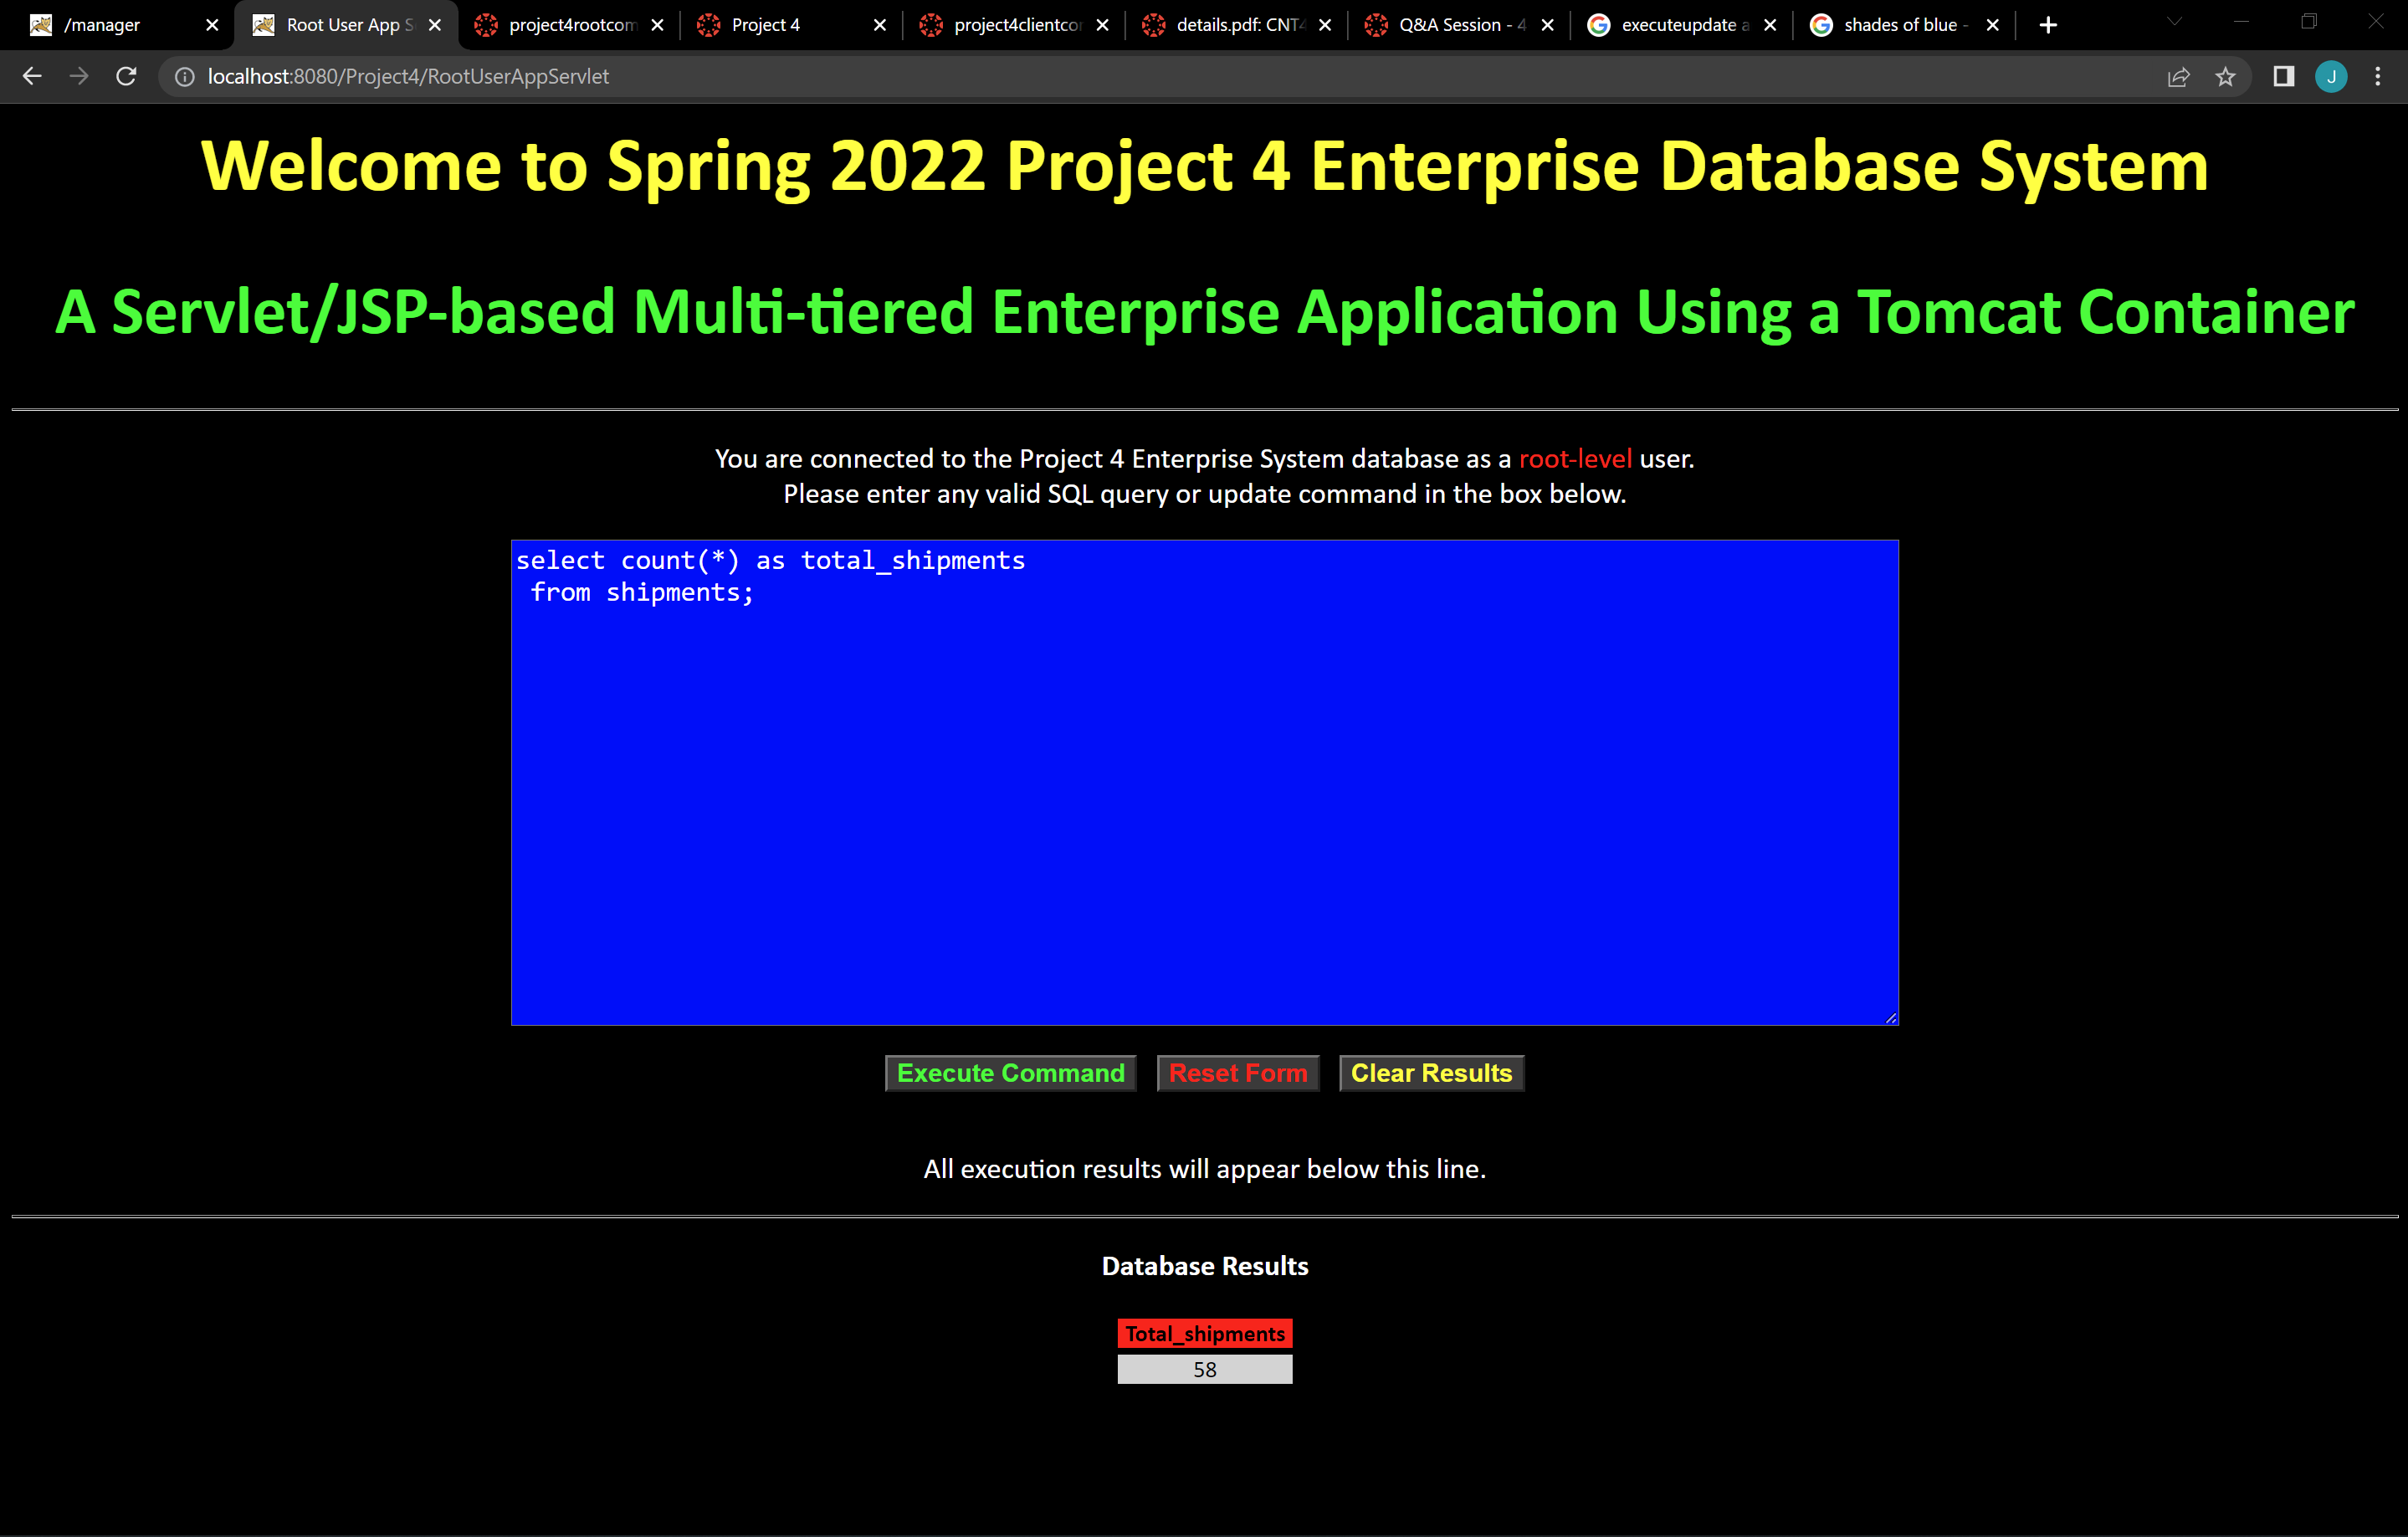 /manager
Root User App S
project4rootcom
Project 4
project4clientcor
details.pdf: CNT4
Q&A Session - 4
executeupdate a
shades of blue -
localhost:8080/Project4/RootUserAppServlet
J
Welcome to Spring 2022 Project 4 Enterprise Database System
A Servlet/JSP-based Multi-tiered Enterprise Application Using a Tomcat Container
You are connected to the Project 4 Enterprise System database as a root-level user.
Please enter any valid SQL query or update command in the box below.
select count(*) as total_shipments
from shipments;
Execute Command
Reset Form
Clear Results
All execution results will appear below this line.
Database Results
Total_shipments
58